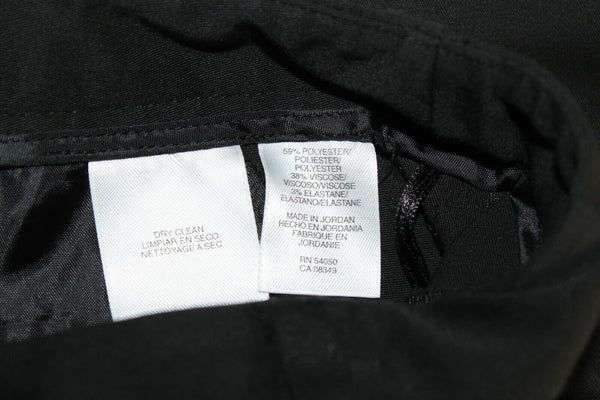 DRY CLEAN
LIMPIAR EN SECO
NETTOYAGE A SEC
59% POLYESTER/
POLIESTER/
POLYESTER
38% VISCOSE/
VISCOSO/VISCOSE
3% ELASTANE/
ELASTANO/ELASTANE
MADE IN JORDAN
HECHO EN JORDANIA
FABRIQUE EN
JORDANIE
RN 54050
CA 08349